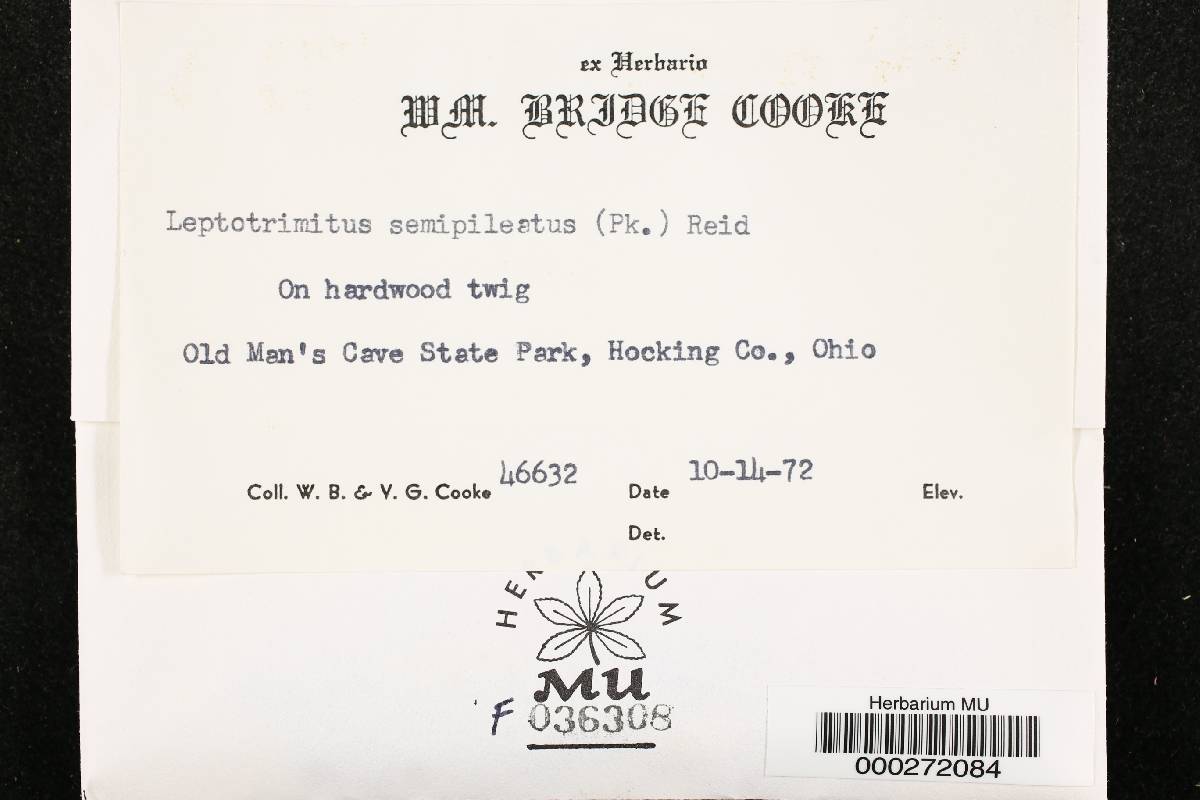 ex Herbario
WM. BRIDGE COOKE
Leptotrimitus semipileatus (Pk.) Reid
On hardwood twig
Old Man's Cave State Park, Hocking Co., Ohio
Coll. W. B. & V. G. Cooke 46632 Date 10-14-72 Elev.
Det.
MU
F 036308
Herbarium MU
000272084